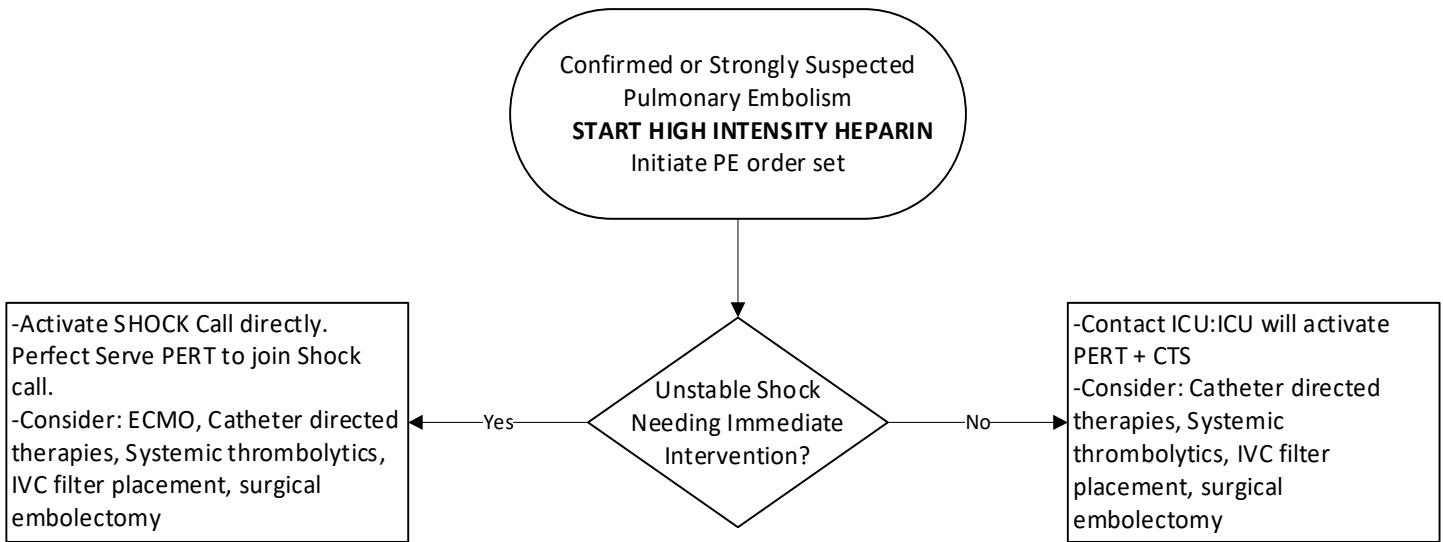 Confirmed or Strongly Suspected
Pulmonary Embolism
START HIGH INTENSITY HEPARIN
Initiate PE order set
-Activate SHOCK Call directly.
Perfect Serve PERT to join Shock
call.
-Consider: ECMO, Catheter directed
therapies, Systemic thrombolytics,
IVC filter placement, surgical
embolectomy
Yes
Unstable Shock
Needing Immediate
Intervention?
No
-Contact ICU:ICU will activate
PERT + CTS
-Consider: Catheter directed
therapies, Systemic
thrombolytics, IVC filter
placement, surgical
embolectomy